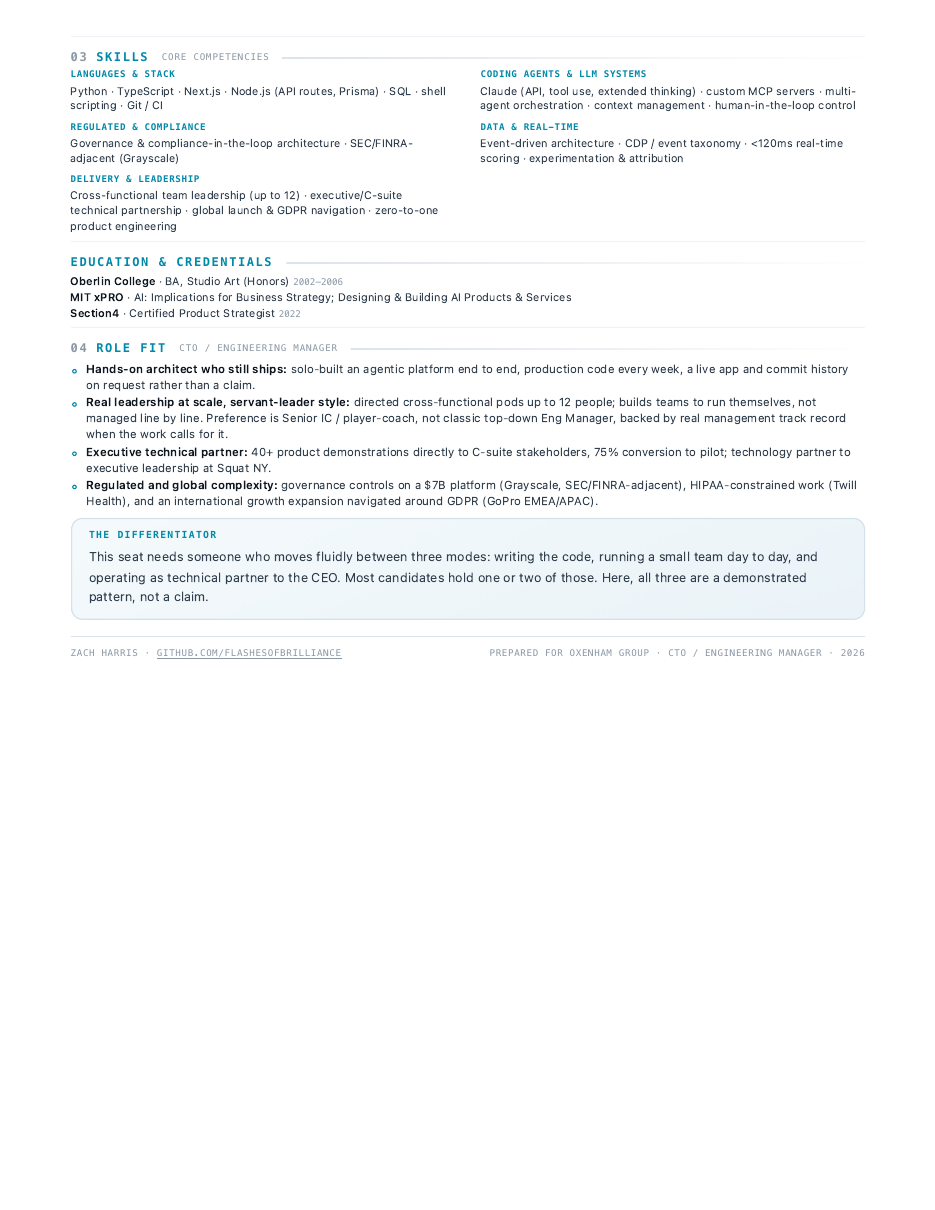 03 SKILLS CORE COMPETENCIES
LANGUAGES & STACK
Python · TypeScript · Next.js · Node.js (API routes, Prisma) · SQL · shell
scripting · Git / CI
CODING AGENTS & LLM SYSTEMS
Claude (API, tool use, extended thinking) · custom MCP servers · multi-
agent orchestration · context management · human-in-the-loop control
REGULATED & COMPLIANCE
Governance & compliance-in-the-loop architecture · SEC/FINRA-
adjacent (Grayscale)
DATA & REAL-TIME
Event-driven architecture · CDP / event taxonomy · <120ms real-time
scoring · experimentation & attribution
DELIVERY & LEADERSHIP
Cross-functional team leadership (up to 12) · executive/C-suite
technical partnership · global launch & GDPR navigation · zero-to-one
product engineering
EDUCATION & CREDENTIALS
Oberlin College · BA, Studio Art (Honors) 2002–2006
MIT xPRO · AI: Implications for Business Strategy; Designing & Building AI Products & Services
Section4 · Certified Product Strategist 2022
04 ROLE FIT CTO / ENGINEERING MANAGER
Hands-on architect who still ships: solo-built an agentic platform end to end, production code every week, a live app and commit history
on request rather than a claim.
Real leadership at scale, servant-leader style: directed cross-functional pods up to 12 people; builds teams to run themselves, not
managed line by line. Preference is Senior IC / player-coach, not classic top-down Eng Manager, backed by real management track record
when the work calls for it.
Executive technical partner: 40+ product demonstrations directly to C-suite stakeholders, 75% conversion to pilot; technology partner to
executive leadership at Squat NY.
Regulated and global complexity: governance controls on a $7B platform (Grayscale, SEC/FINRA-adjacent), HIPAA-constrained work (Twill
Health), and an international growth expansion navigated around GDPR (GoPro EMEA/APAC).
THE DIFFERENTIATOR
This seat needs someone who moves fluidly between three modes: writing the code, running a small team day to day, and
operating as technical partner to the CEO. Most candidates hold one or two of those. Here, all three are a demonstrated
pattern, not a claim.
ZACH HARRIS · GITHUB.COM/FLASHESOFBRILLIANCE
PREPARED FOR OXENHAM GROUP · CTO / ENGINEERING MANAGER · 2026